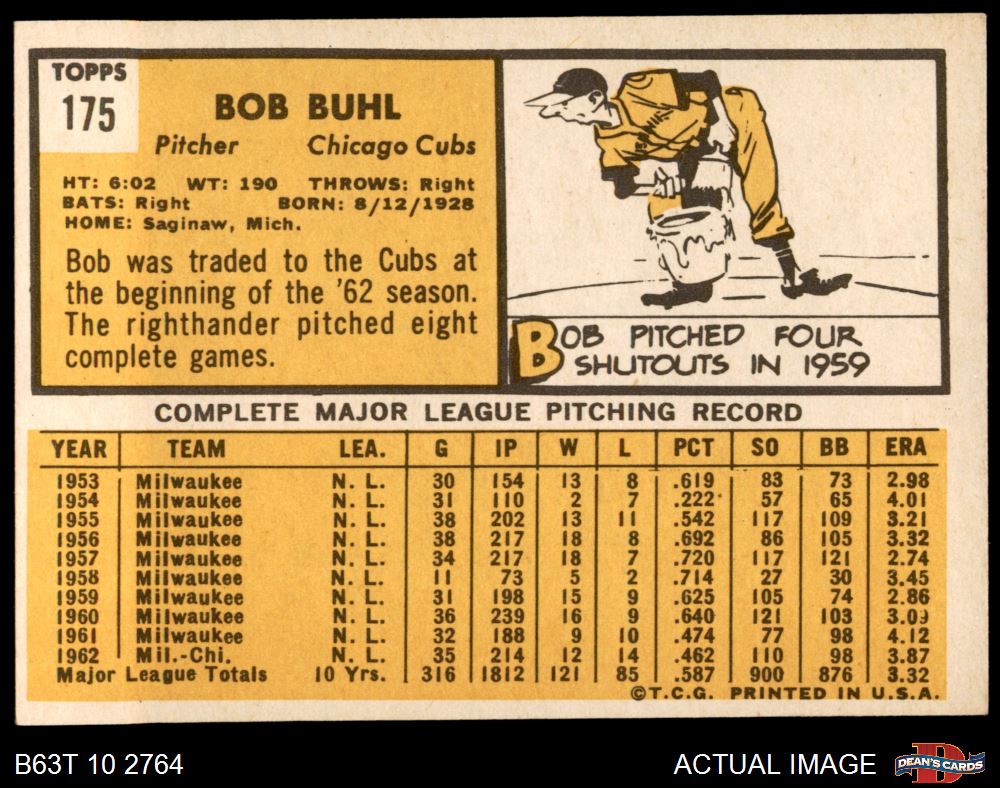 TOPPS
175
BOB BUHL
Pitcher Chicago Cubs
HT: 6:02 WT: 190 THROWS: Right
BATS: Right BORN: 8/12/1928
HOME: Saginaw, Mich.
Bob was traded to the Cubs at
the beginning of the '62 season.
The righthander pitched eight
complete games.
BOB PITCHED FOUR
SHUTOUTS IN 1959
COMPLETE MAJOR LEAGUE PITCHING RECORD
YEAR TEAM LEA. G IP W L PCT SO BB ERA
1953 Milwaukee N. L. 30 154 13 8 .619 83 73 2.98
1954 Milwaukee N. L. 31 110 2 7 .222 57 65 4.01
1955 Milwaukee N. L. 38 202 13 11 .542 117 109 3.21
1956 Milwaukee N. L. 38 217 18 8 .692 86 105 3.32
1957 Milwaukee N. L. 34 217 18 7 .720 117 121 2.74
1958 Milwaukee N. L. 11 73 5 2 .714 27 30 3.45
1959 Milwaukee N. L. 31 198 15 9 .625 105 74 2.86
1960 Milwaukee N. L. 36 239 16 9 .640 121 103 3.09
1961 Milwaukee N. L. 32 188 9 10 .474 77 98 4.12
1962 Mil.-Chi. N. L. 35 214 12 14 .462 110 98 3.87
Major League Totals 10 Yrs. 316 1812 121 85 .587 900 876 3.32
©T.C.G. PRINTED IN U.S.A.
B63T 10 2764 ACTUAL IMAGE DEAN'S CARDS